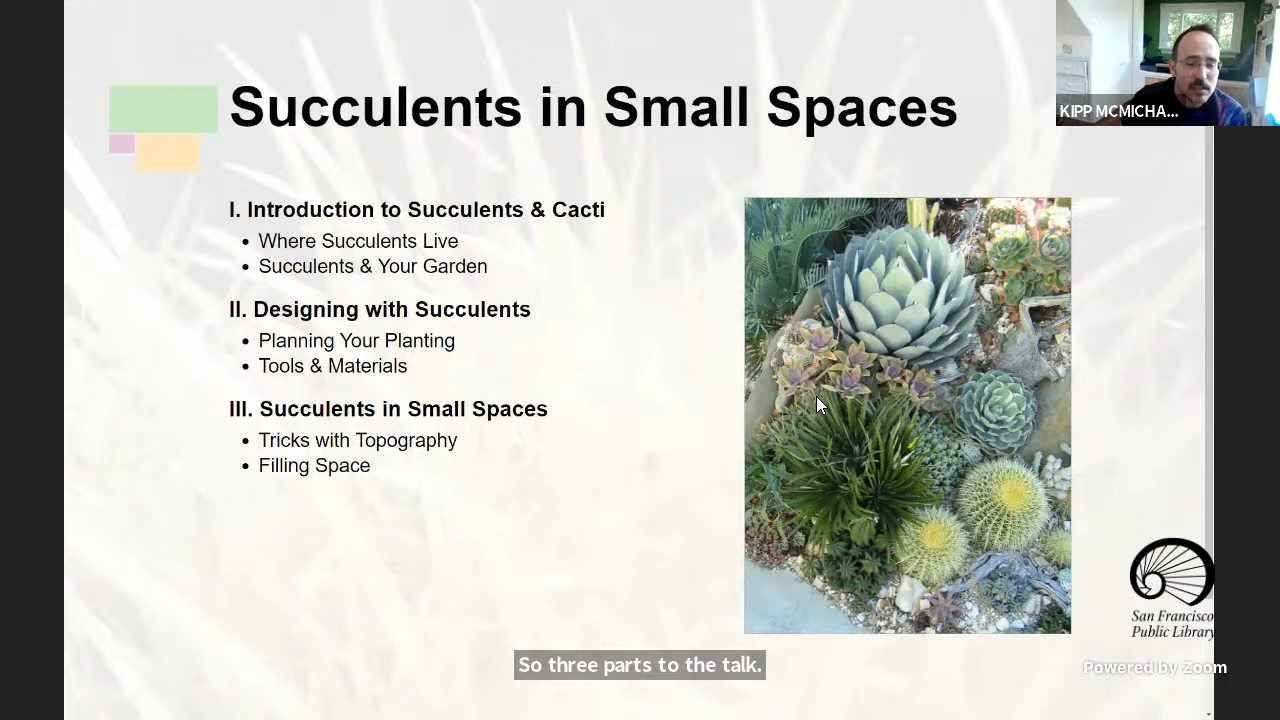 Succulents in Small Spaces
KIPP MCMICHA...
I. Introduction to Succulents & Cacti
• Where Succulents Live
• Succulents & Your Garden
II. Designing with Succulents
• Planning Your Planting
• Tools & Materials
III. Succulents in Small Spaces
• Tricks with Topography
• Filling Space
San Francisco
Public Library
So three parts to the talk.
Powered by Zoom